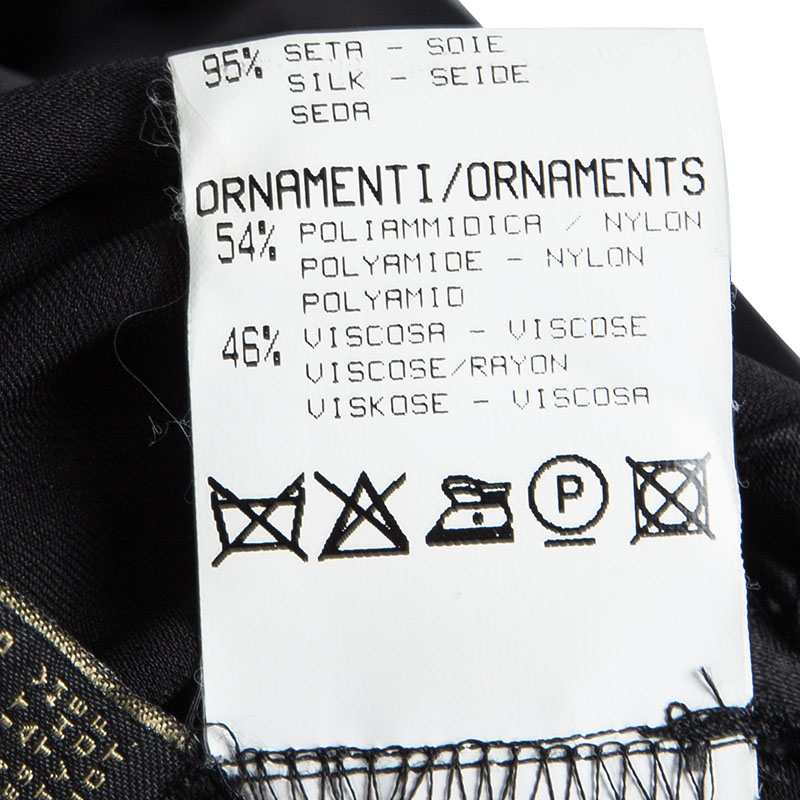 95% SETA - SOIE
SILK - SEIDE
SEDA
ORNAMENTI/ORNAMENTS
54% POLIAMMIDICA / NYLON
POLYAMIDE - NYLON
POLYAMID
46% VISCOSA - VISCOSE
VISCOSE/RAYON
VISKOSE - VISCOSA
P